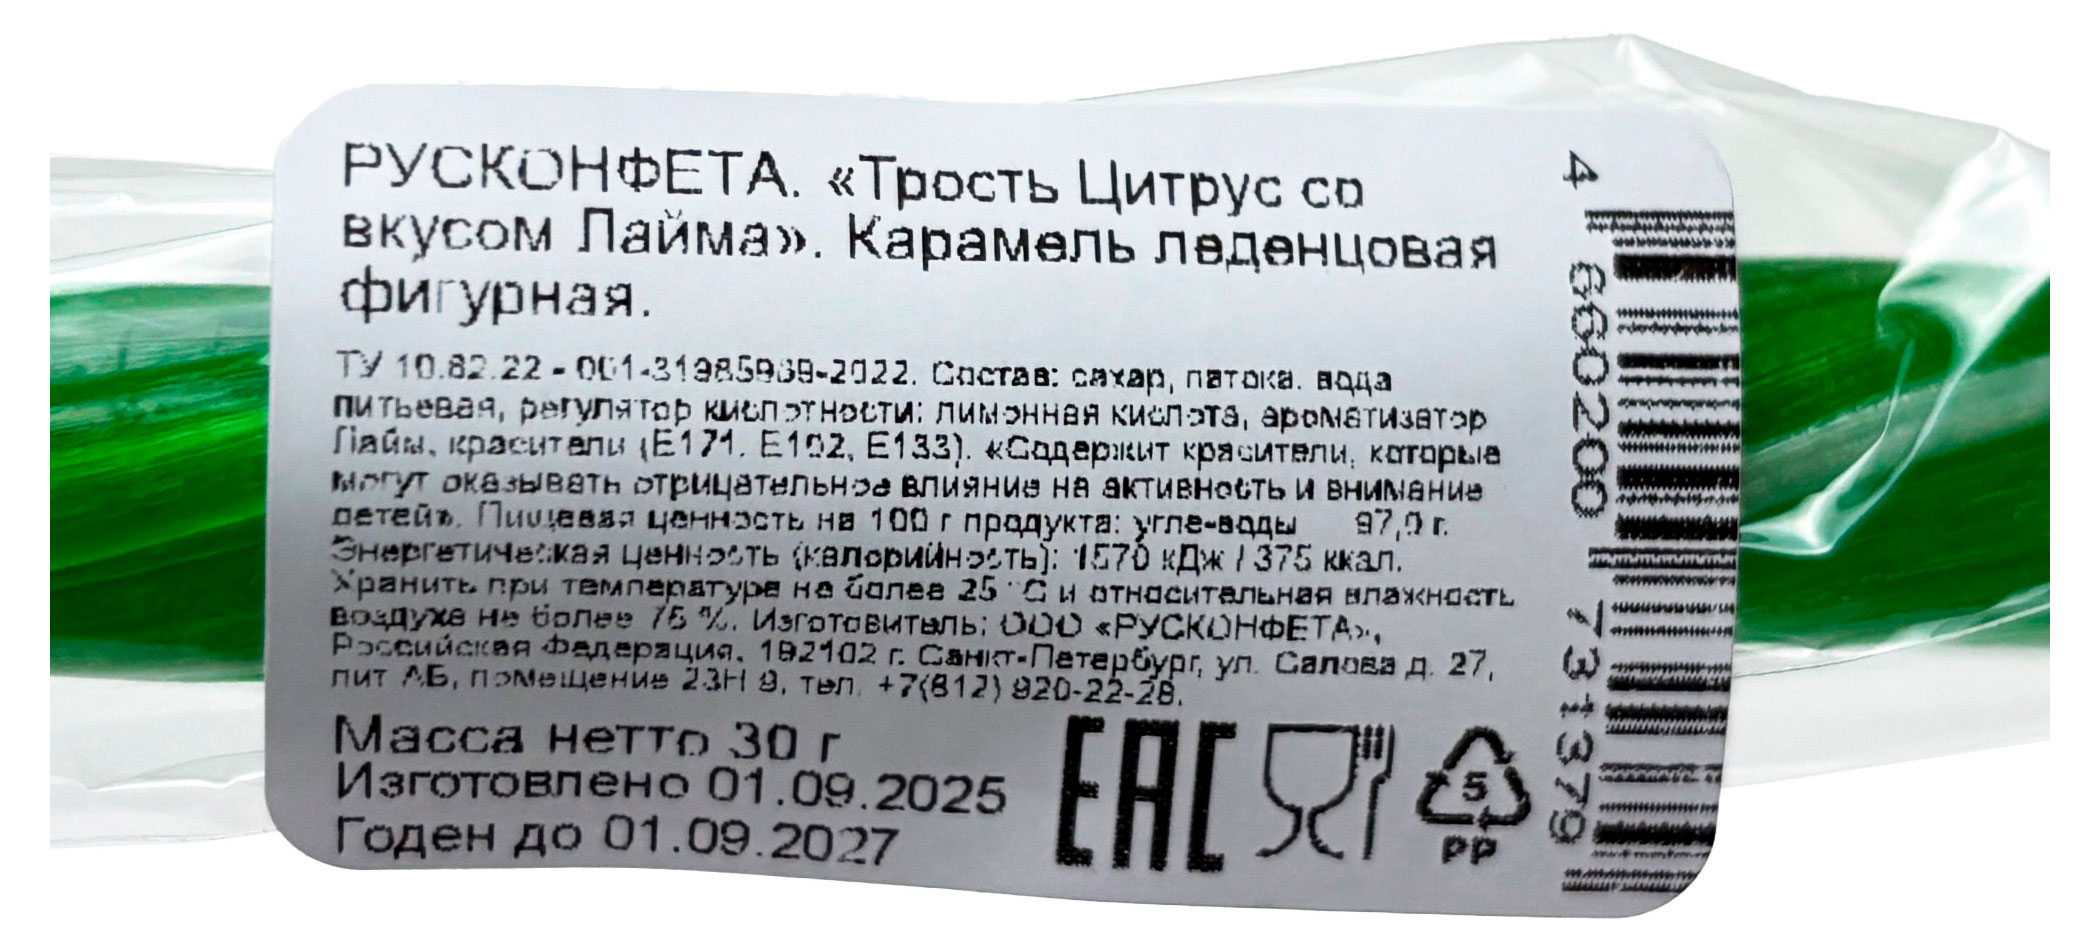 РУСКОНФЕТА. «Трость Цитрус со
вкусом Лайма». Карамель леденцовая
фигурная.
ТУ 10.82.22 - 001-31985969-2022. Состав: сахар, патока. вода
питьевая, регулятор кислотности: лимонная кислота, ароматизатор
Лайм, красители (Е171. Е102, Е133). «Содержит красители, которые
могут оказывать отрицательное влияние на активность и внимание
детей». Пищевая ценность на 100 г продукта: угле-воды 97,0 г.
Энергетическая ценность (калорийность): 1570 кДж / 375 ккал.
Хранить при температуре не более 25 °С и относительная влажность
воздуха не более 75 %. Изготовитель: ООО «РУСКОНФЕТА»,
Российская Федерация, 192102 г. Санкт-Петербург, ул. Салова д. 27,
лит АБ, помещение 23Н 9, тел. +7(812) 920-22-28.
Масса нетто 30 г
Изготовлено 01.09.2025
Годен до 01.09.2027
EAC
5
PP
4 660200 731379